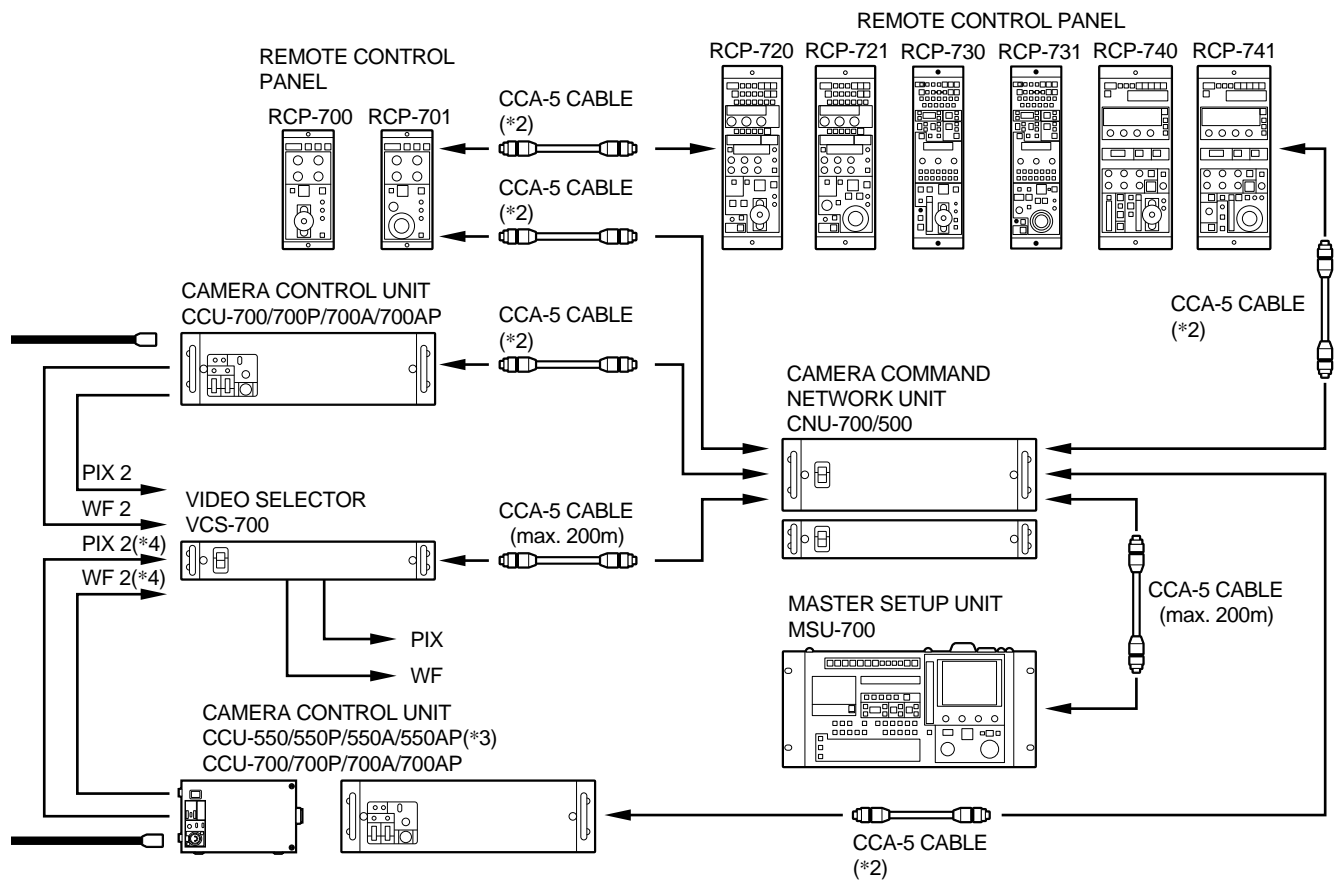 REMOTE CONTROL PANEL
RCP-720 RCP-721 RCP-730 RCP-731 RCP-740 RCP-741
REMOTE CONTROL
PANEL
RCP-700 RCP-701
CCA-5 CABLE
(*2)
CCA-5 CABLE
(*2)
CAMERA CONTROL UNIT
CCU-700/700P/700A/700AP
CCA-5 CABLE
(*2)
CCA-5 CABLE
(*2)
CAMERA COMMAND
NETWORK UNIT
CNU-700/500
PIX 2
WF 2
PIX 2(*4)
WF 2(*4)
VIDEO SELECTOR
VCS-700
CCA-5 CABLE
(max. 200m)
CCA-5 CABLE
(max. 200m)
PIX
WF
MASTER SETUP UNIT
MSU-700
CAMERA CONTROL UNIT
CCU-550/550P/550A/550AP(*3)
CCU-700/700P/700A/700AP
CCA-5 CABLE
(*2)